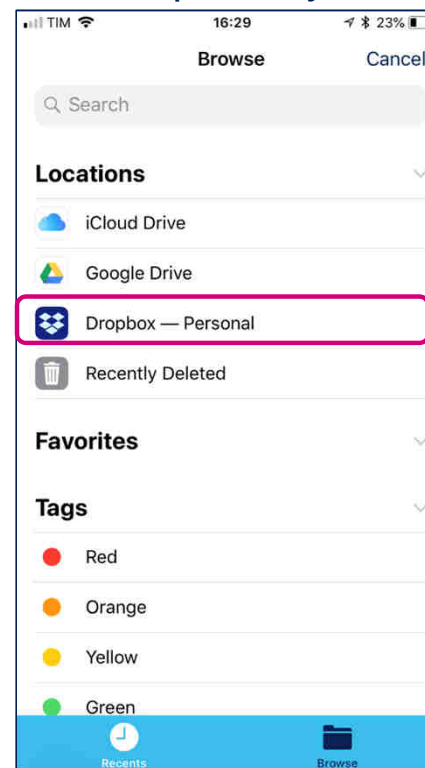 TIM 16:29 23%
Browse Cancel
Search
Locations
iCloud Drive
Google Drive
Dropbox — Personal
Recently Deleted
Favorites
Tags
Red
Orange
Yellow
Green
Recents Browse